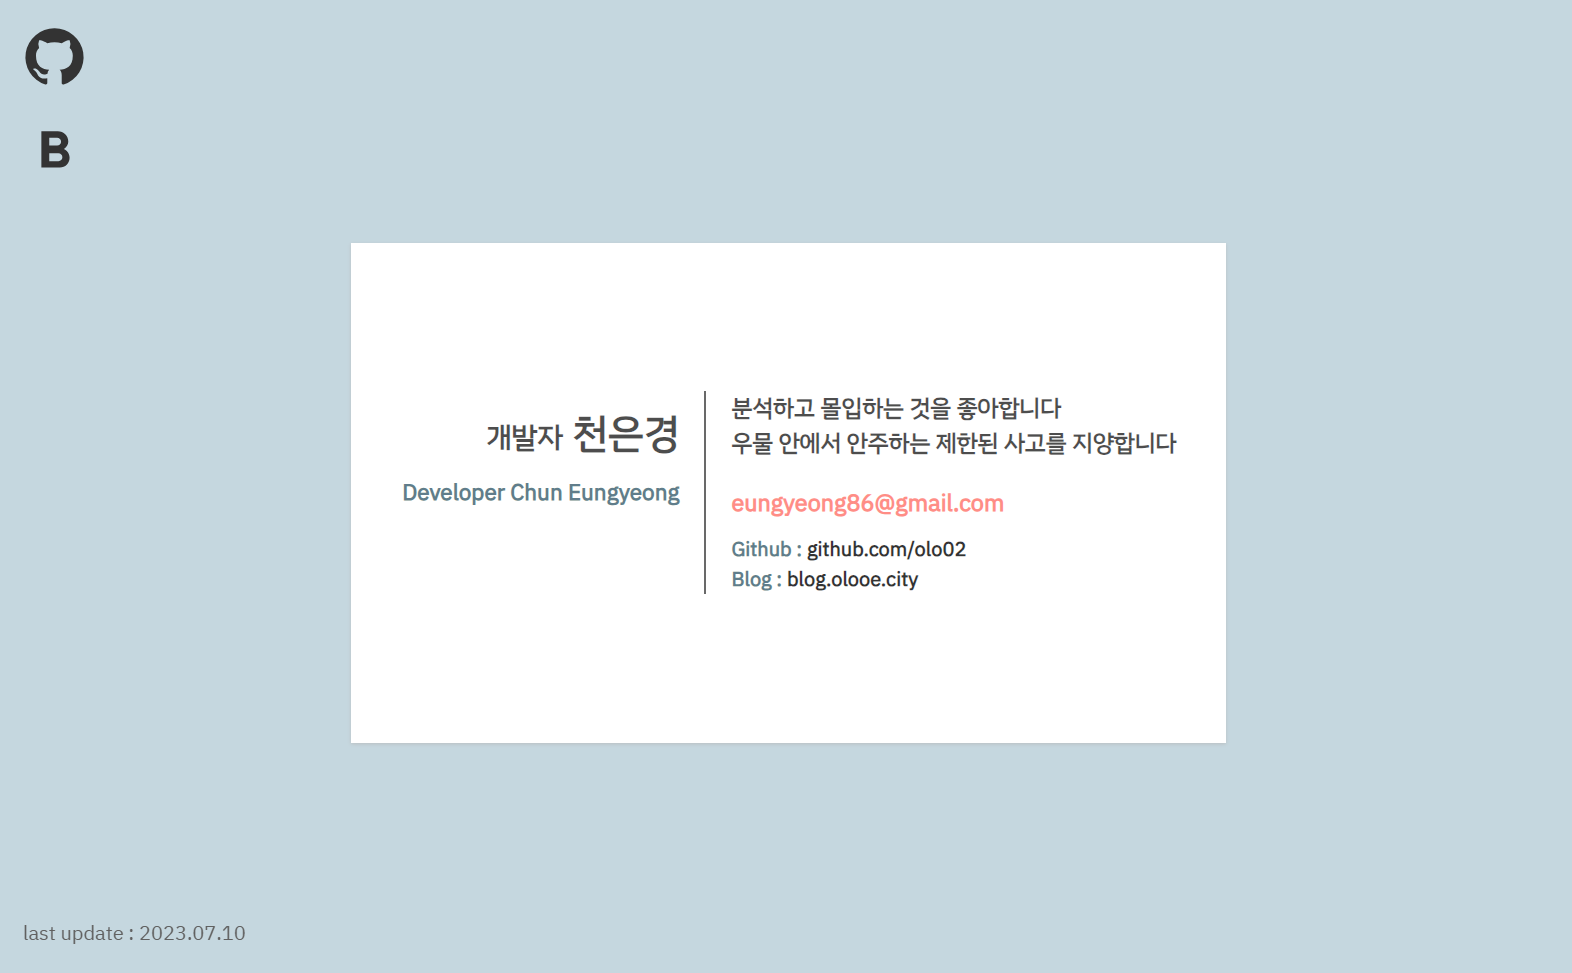 B
개발자 천은경
Developer Chun Eungyeong
분석하고 몰입하는 것을 좋아합니다
우물 안에서 안주하는 제한된 사고를 지양합니다
eungyeong86@gmail.com
Github : github.com/olo02
Blog : blog.olooe.city
last update : 2023.07.10